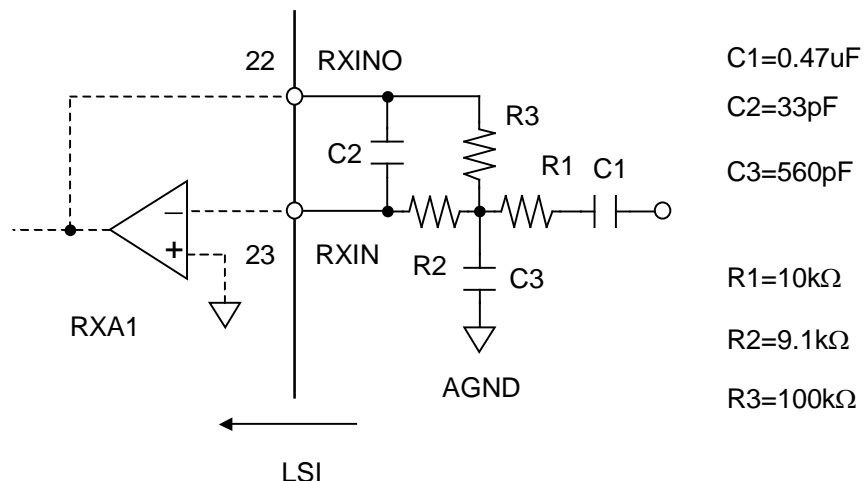 22 RXINO
C1=0.47uF
R3
C2=33pF
C2
R1 C1
C3=560pF
−
+
23 RXIN
R2 C3
R1=10kΩ
RXA1
R2=9.1kΩ
AGND
R3=100kΩ
LSI